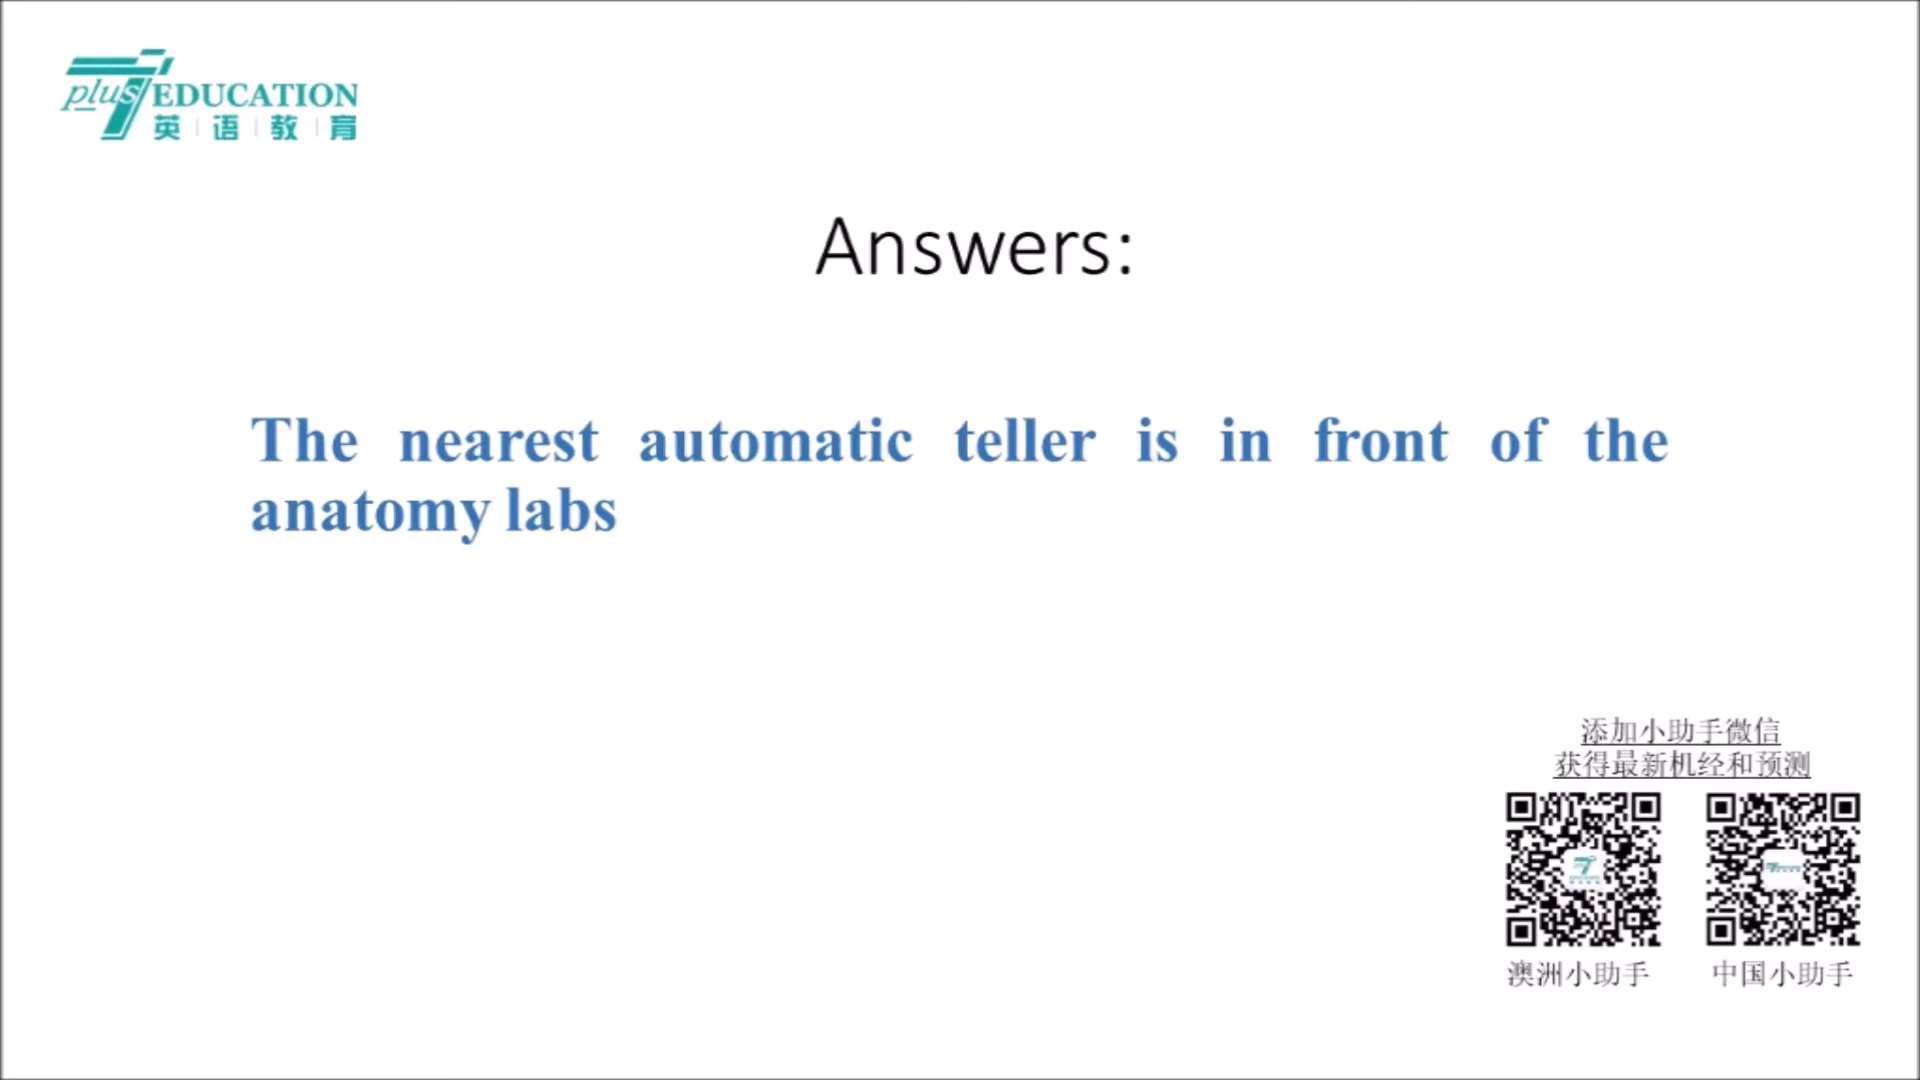 7 plus EDUCATION
英语教育
Answers:
The nearest automatic teller is in front of the
anatomy labs
添加小助手微信
获得最新机经和预测
澳洲小助手
中国小助手